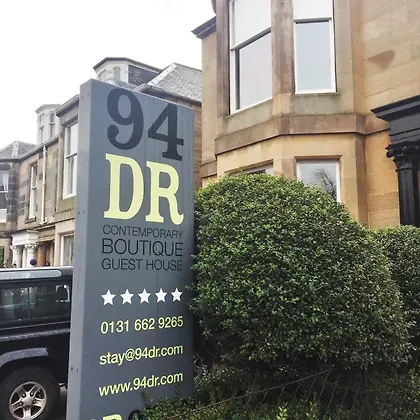 94
DR
CONTEMPORARY
BOUTIQUE
GUEST HOUSE
0131 662 9265
stay@94dr.com
www.94dr.com